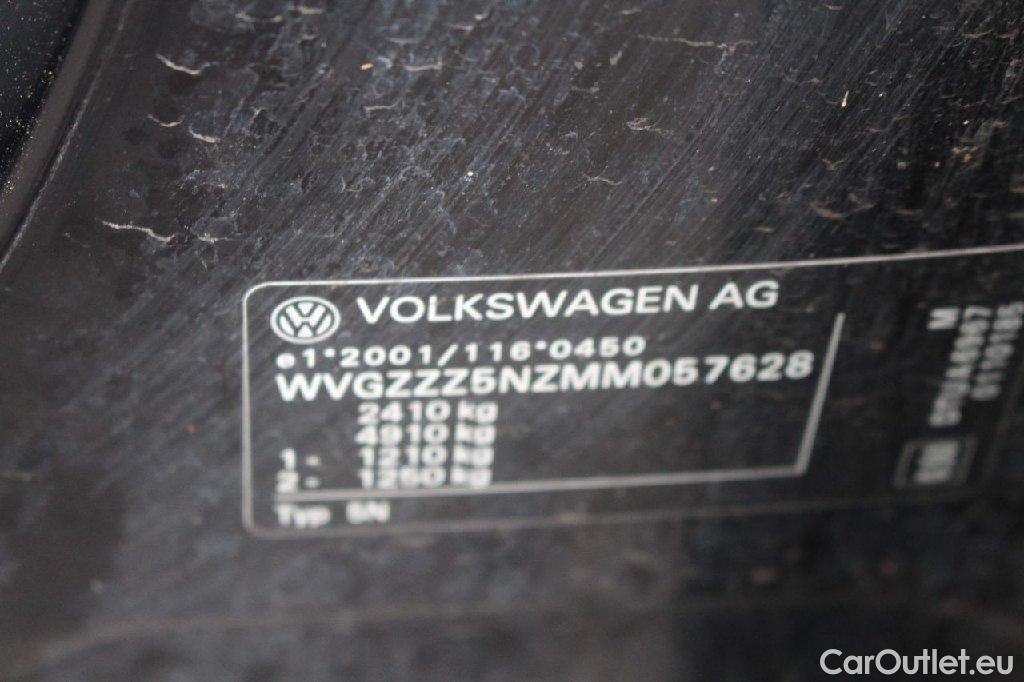 VOLKSWAGEN AG
e1*2001/116*0450
WVGZZZ5NZMM057628
2410 kg
4910 kg
1- 1210 kg
2- 1250 kg
Typ 5N
M
CarOutlet.eu